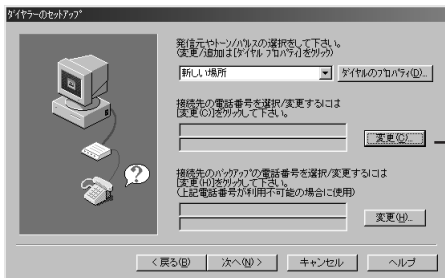 ダイヤラーのセットアップ
発信元やトーン/パルスの選択をして下さい。
(変更/追加は[ダイヤル プロパティ]をクリック)
新しい場所
ダイヤルのプロパティ(D)...
接続先の電話番号を選択/変更するには
[変更(C)]をクリックして下さい。
変更(C)...
接続先のバックアップの電話番号を選択/変更するには
[変更(H)]をクリックして下さい。
(上記電話番号が利用不可能の場合に使用)
変更(H)...
?
< 戻る(B)
次へ(N) >
キャンセル
ヘルプ